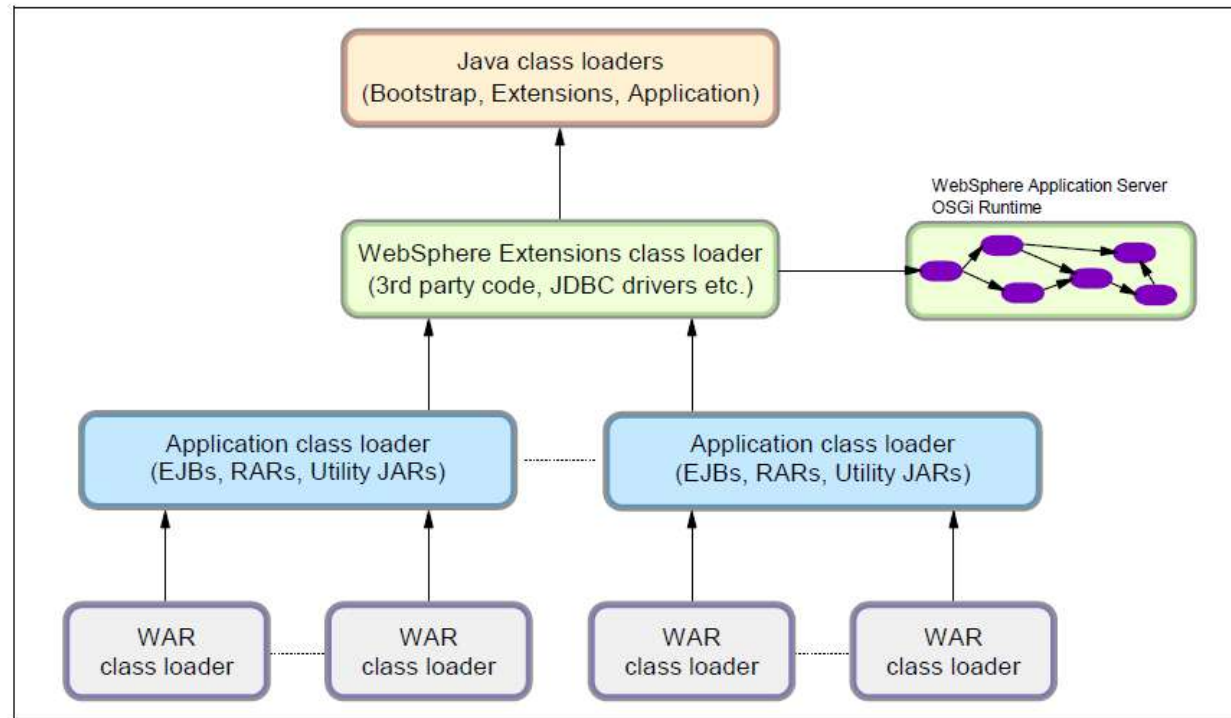 Java class loaders
(Bootstrap, Extensions, Application)
WebSphere Application Server
OSGi Runtime
WebSphere Extensions class loader
(3rd party code, JDBC drivers etc.)
Application class loader
(EJBs, RARs, Utility JARs)
Application class loader
(EJBs, RARs, Utility JARs)
WAR
class loader
WAR
class loader
WAR
class loader
WAR
class loader